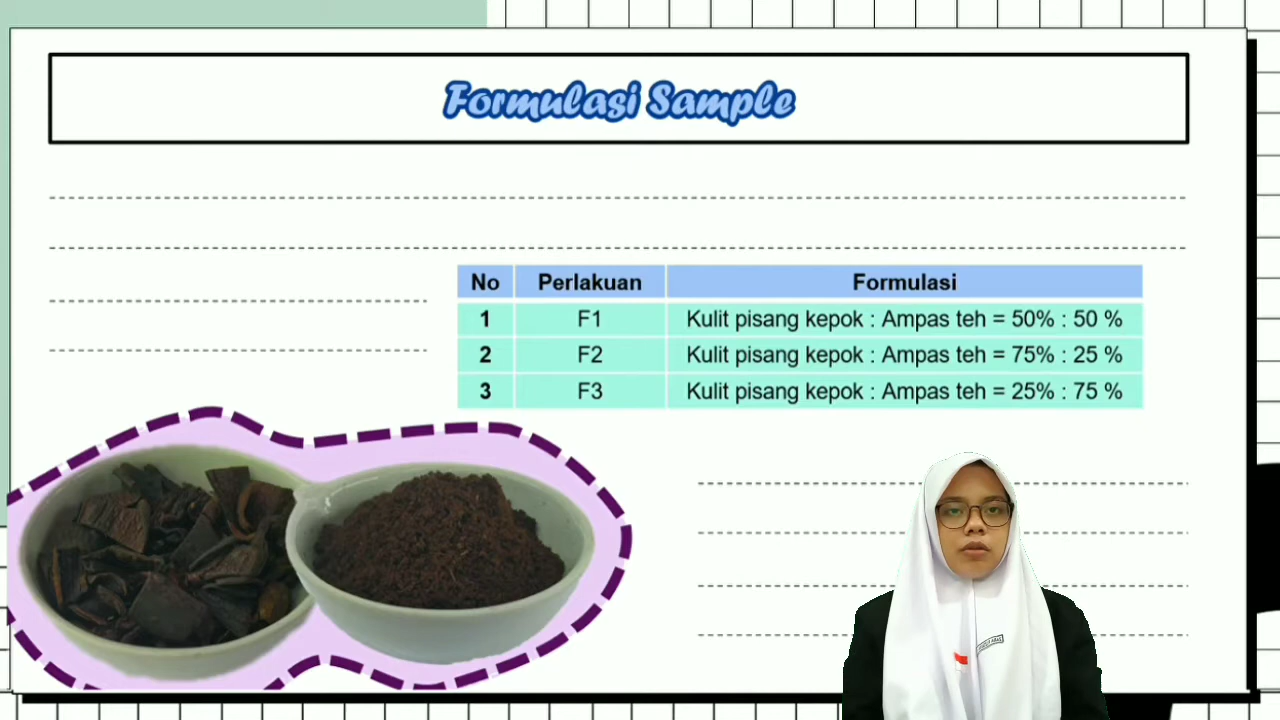 Formulasi Sample
No Perlakuan Formulasi
1 F1 Kulit pisang kepok : Ampas teh = 50% : 50 %
2 F2 Kulit pisang kepok : Ampas teh = 75% : 25 %
3 F3 Kulit pisang kepok : Ampas teh = 25% : 75 %